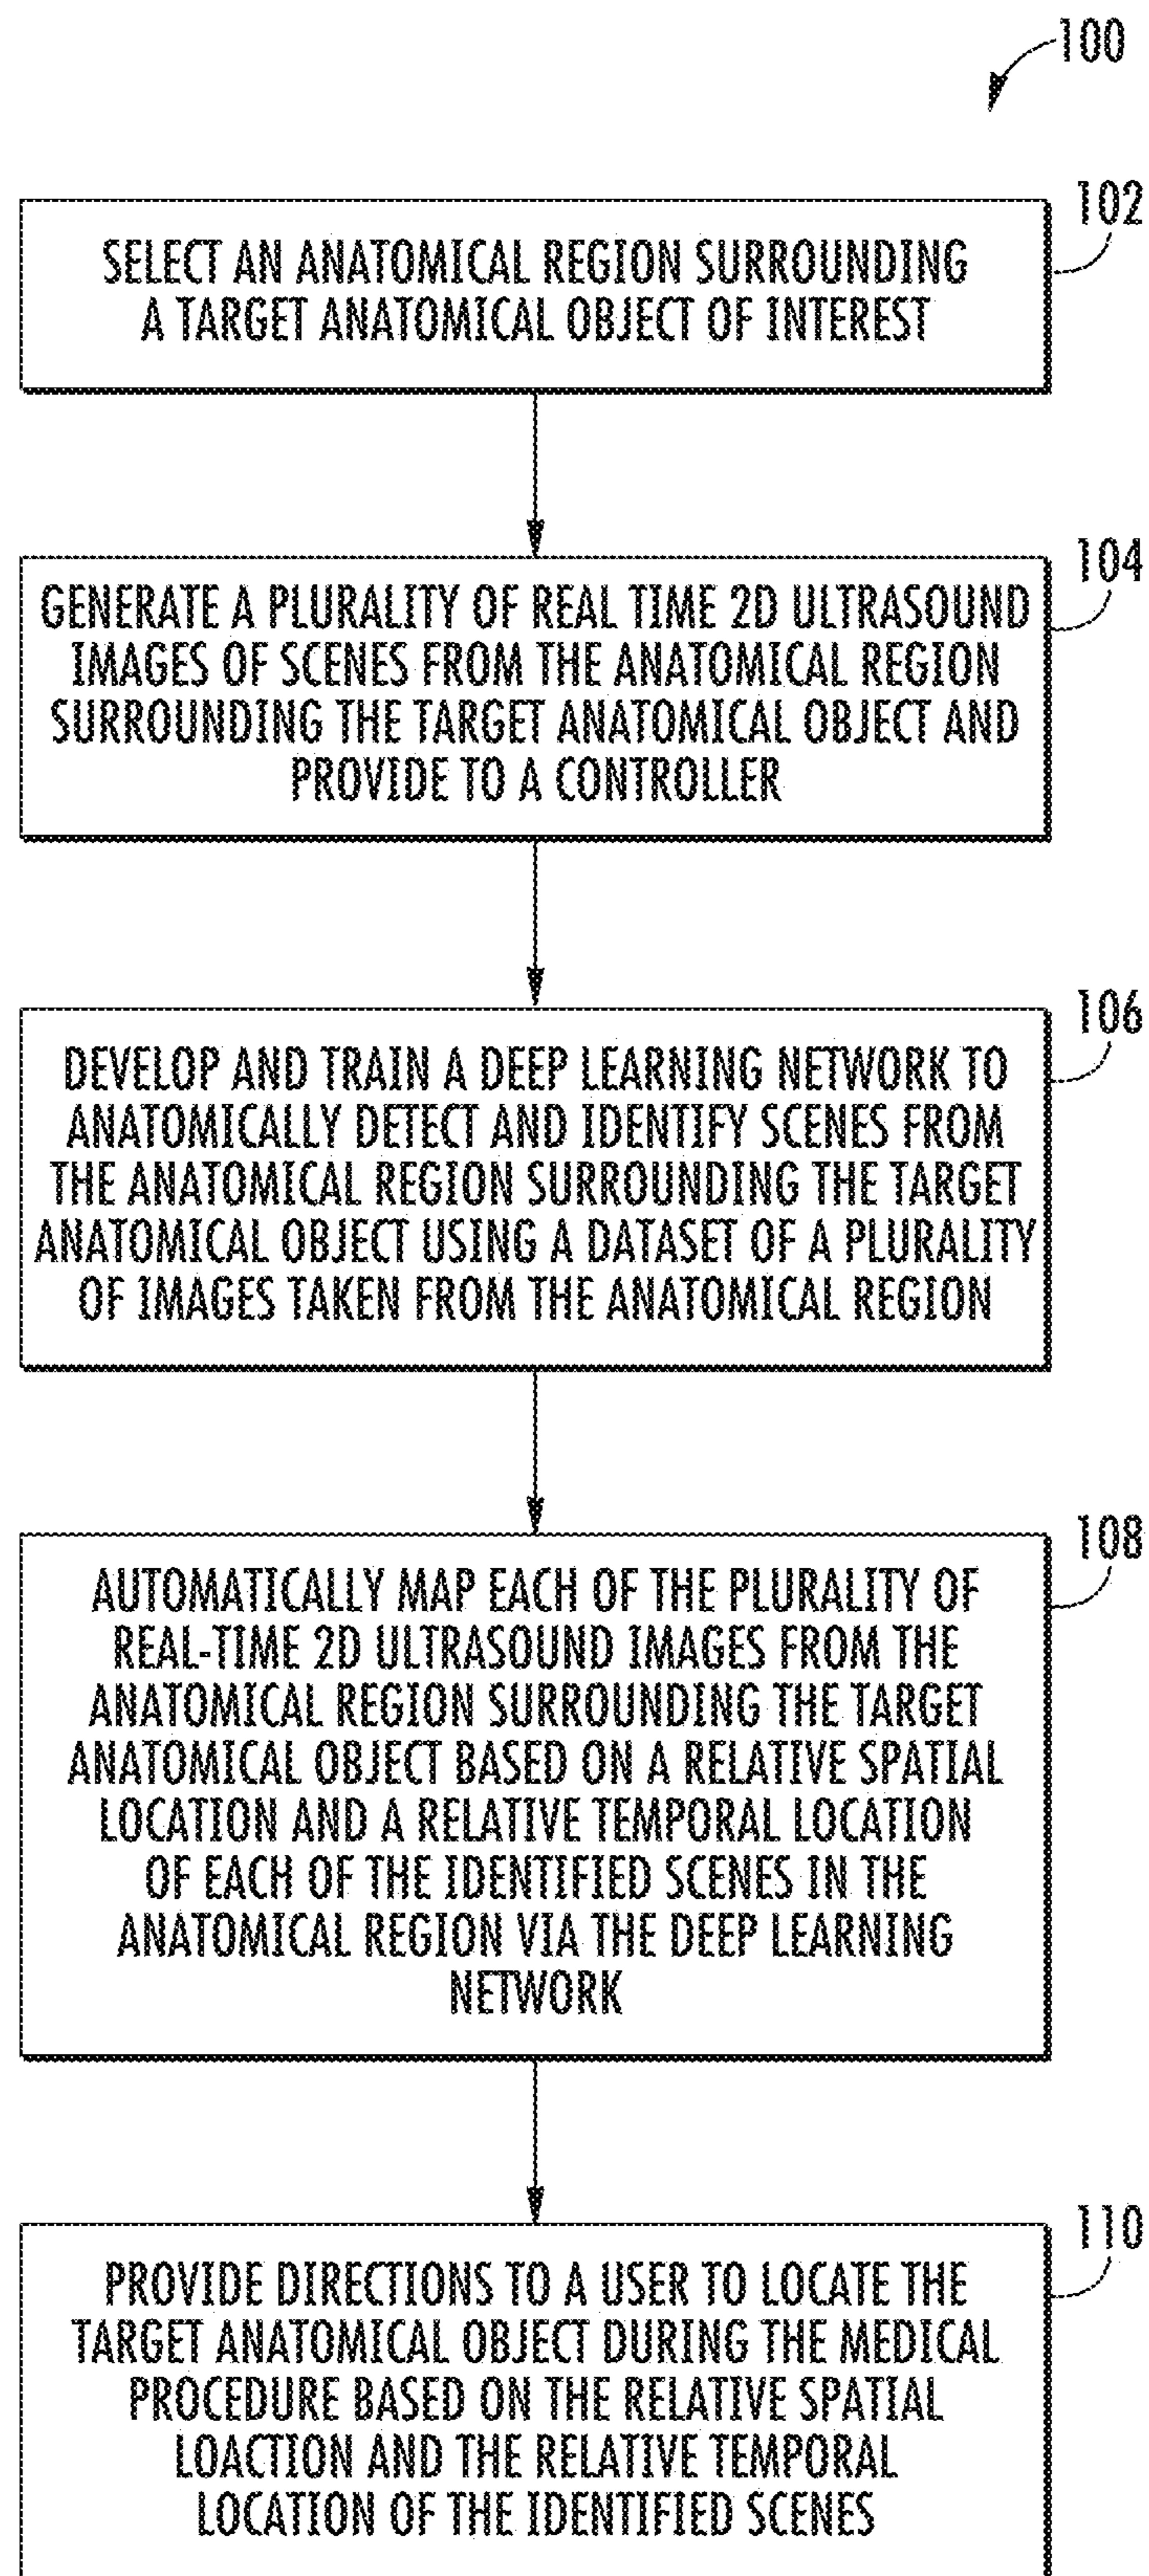 100
102
SELECT AN ANATOMICAL REGION SURROUNDING
A TARGET ANATOMICAL OBJECT OF INTEREST
104
GENERATE A PLURALITY OF REAL TIME 2D ULTRASOUND
IMAGES OF SCENES FROM THE ANATOMICAL REGION
SURROUNDING THE TARGET ANATOMICAL OBJECT AND
PROVIDE TO A CONTROLLER
106
DEVELOP AND TRAIN A DEEP LEARNING NETWORK TO
ANATOMICALLY DETECT AND IDENTIFY SCENES FROM
THE ANATOMICAL REGION SURROUNDING THE TARGET
ANATOMICAL OBJECT USING A DATASET OF A PLURALITY
OF IMAGES TAKEN FROM THE ANATOMICAL REGION
108
AUTOMATICALLY MAP EACH OF THE PLURALITY OF
REAL-TIME 2D ULTRASOUND IMAGES FROM THE
ANATOMICAL REGION SURROUNDING THE TARGET
ANATOMICAL OBJECT BASED ON A RELATIVE SPATIAL
LOCATION AND A RELATIVE TEMPORAL LOCATION
OF EACH OF THE IDENTIFIED SCENES IN THE
ANATOMICAL REGION VIA THE DEEP LEARNING
NETWORK
110
PROVIDE DIRECTIONS TO A USER TO LOCATE THE
TARGET ANATOMICAL OBJECT DURING THE MEDICAL
PROCEDURE BASED ON THE RELATIVE SPATIAL
LOACTION AND THE RELATIVE TEMPORAL
LOCATION OF THE IDENTIFIED SCENES